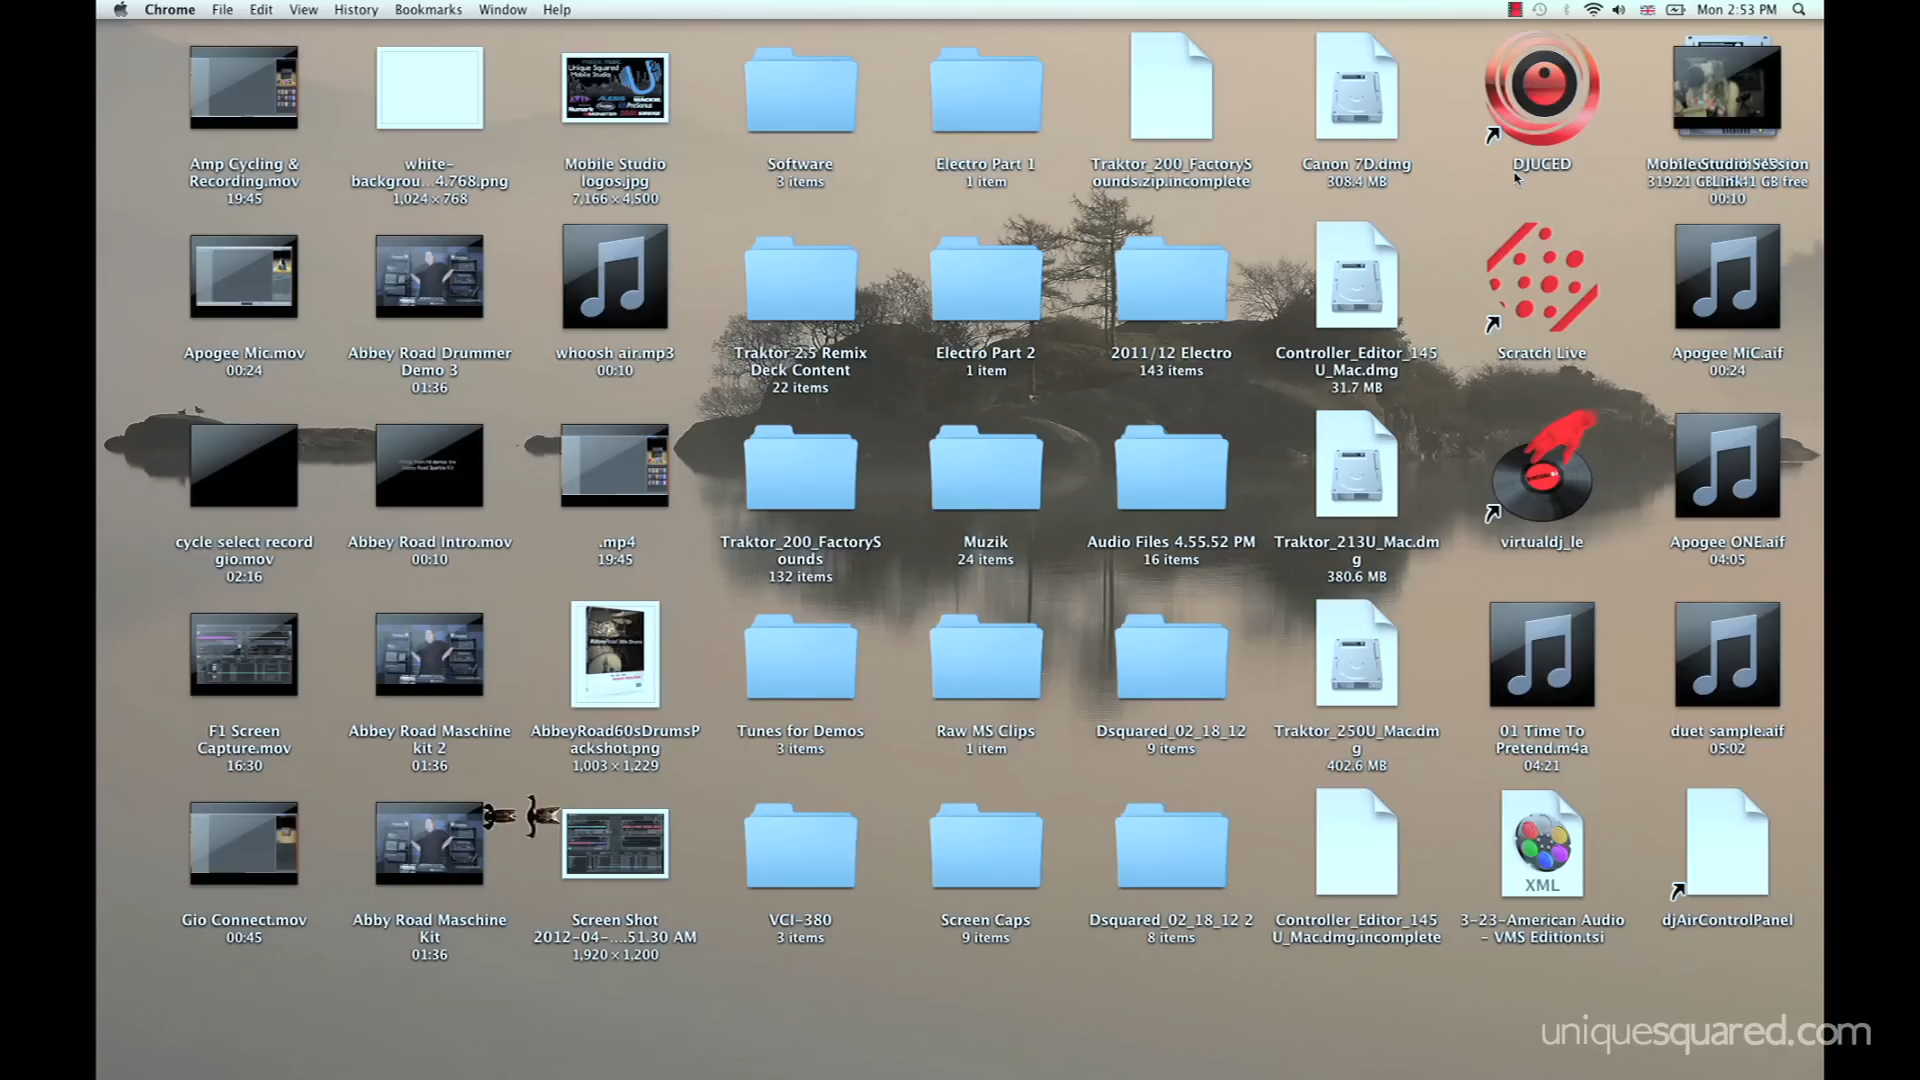 Chrome File Edit View History Bookmarks Window Help
Mon 2:53 PM
Amp Cycling &
Recording.mov
19:45
white-
backgrou...4.768.png
1,024 × 768
Unique Squared
Mobile Studio
Mobile Studio
logos.jpg
7,166 × 4,500
Software
3 items
Electro Part 1
1 item
Traktor_200_FactoryS
ounds.zip.incomplete
Canon 7D.dmg
308.4 MB
DJUCED
00:10
Apogee Mic.mov
00:24
Abbey Road Drummer
Demo 3
01:36
whoosh air.mp3
00:10
Traktor 2.5 Remix
Deck Content
22 items
Electro Part 2
1 item
2011/12 Electro
143 items
Controller_Editor_145
U_Mac.dmg
31.7 MB
Scratch Live
Apogee MiC.aif
00:24
cycle select record
gio.mov
02:16
Abbey Road Intro.mov
00:10
.mp4
19:45
Traktor_200_FactoryS
ounds
132 items
Muzik
24 items
Audio Files 4.55.52 PM
16 items
Traktor_213U_Mac.dm
g
380.6 MB
virtualdj_le
Apogee ONE.aif
04:05
F1 Screen
Capture.mov
16:30
Abbey Road Maschine
kit 2
01:36
AbbeyRoad60sDrumsP
ackshot.png
1,003 × 1,229
Tunes for Demos
3 items
Raw MS Clips
1 item
Dsquared_02_18_12
9 items
Traktor_250U_Mac.dm
g
402.6 MB
01 Time To
Pretend.m4a
04:21
duet sample.aif
05:02
Gio Connect.mov
00:45
Abby Road Maschine
Kit
01:36
Screen Shot
2012-04-....51.30 AM
1,920 × 1,200
VCI-380
3 items
Screen Caps
9 items
Dsquared_02_18_12 2
8 items
Controller_Editor_145
U_Mac.dmg.incomplete
XML
3-23-American Audio
- VMS Edition.tsi
djAirControlPanel
uniquesquared.com